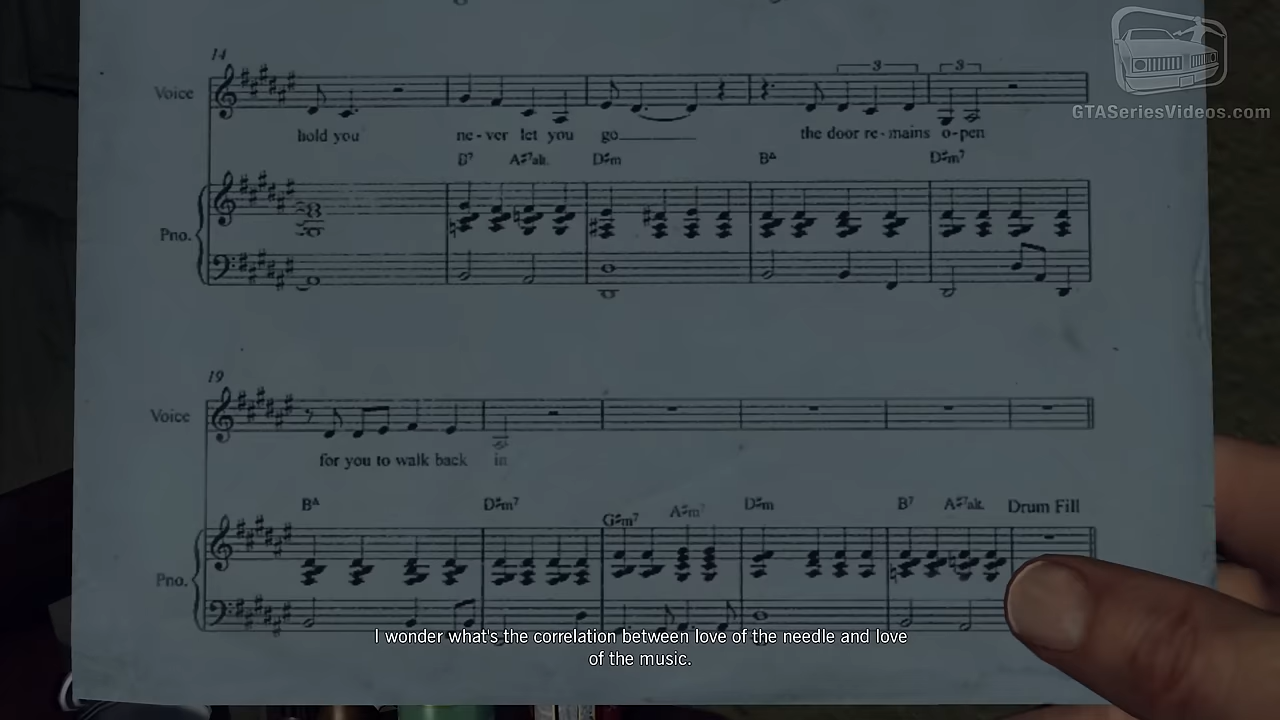 14
3
3
Voice
GTASeriesVideos.com
hold you ne-ver let you go the door re-mains o-pen
B7 A#7alt. D#m BΔ D#m7
Pno.
19
Voice
for you to walk back in
BΔ D#m7 G#m7 A#m7 D#m B7 A#7alt. Drum Fill
Pno.
I wonder what's the correlation between love of the needle and love
of the music.